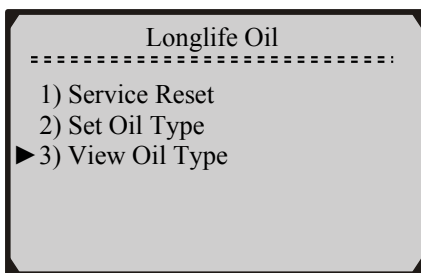 Longlife Oil
1) Service Reset
2) Set Oil Type
►3) View Oil Type